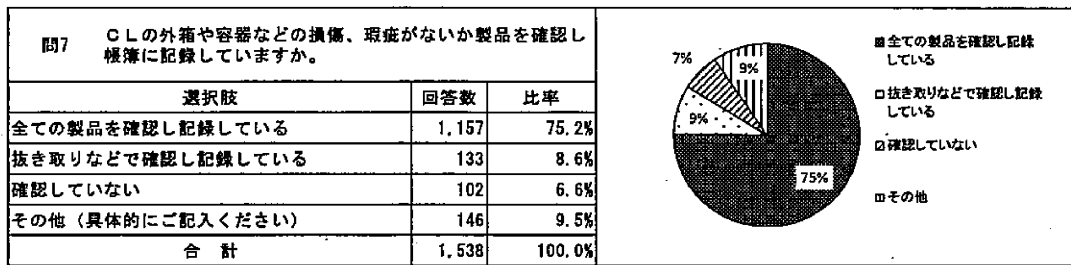 問7 CLの外箱や容器などの損傷、瑕疵がないか製品を確認し
帳簿に記録していますか。
選択肢 回答数 比率
全ての製品を確認し記録している 1,157 75.2%
抜き取りなどで確認し記録している 133 8.6%
確認していない 102 6.6%
その他（具体的にご記入ください） 146 9.5%
合 計 1,538 100.0%
7%
9%
9%
75%
全ての製品を確認し記録
している
抜き取りなどで確認し記録
している
確認していない
その他